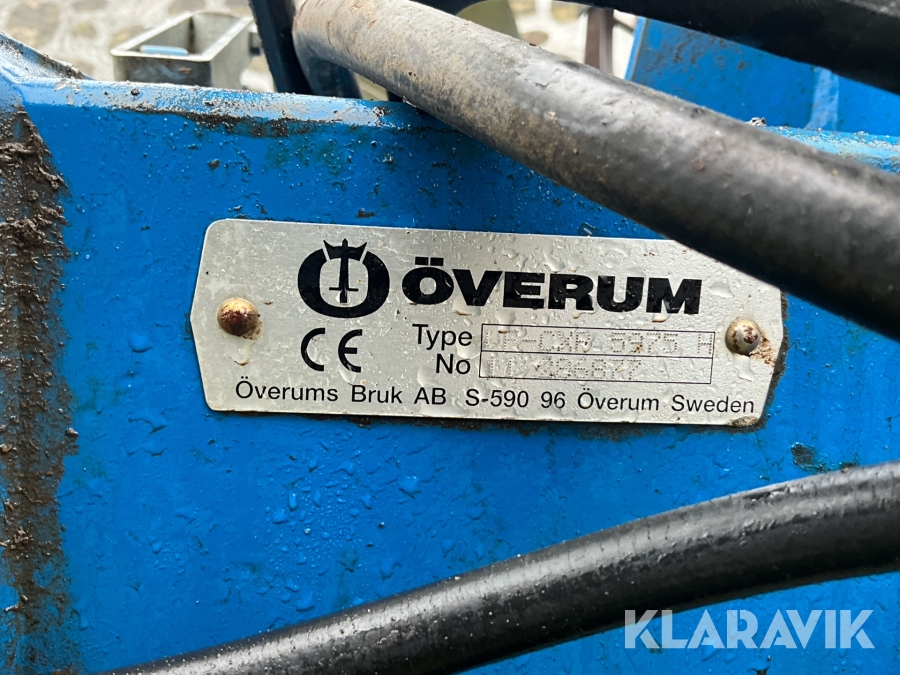 ÖVERUM
CE
Type
No
Överums Bruk AB S-590 96 Överum Sweden
KLARAVIK